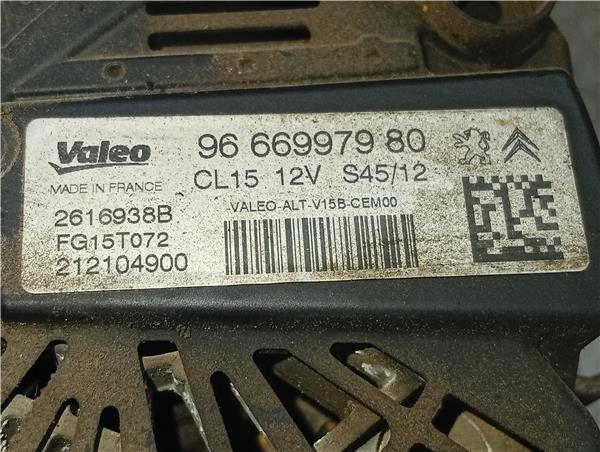 Valeo
MADE IN FRANCE
96 669979 80
CL15 12V S45/12
VALEO-ALT-V15B-CEM00
2616938B
FG15T072
212104900